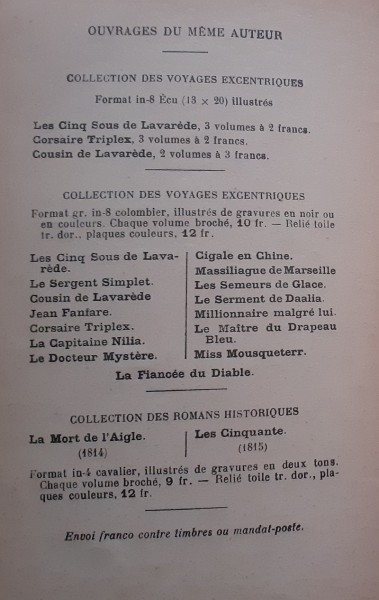 OUVRAGES DU MÊME AUTEUR
COLLECTION DES VOYAGES EXCENTRIQUES
Format in-8 Écu (13 × 20) illustrés
Les Cinq Sous de Lavarède, 3 volumes à 2 francs.
Corsaire Triplex, 3 volumes à 2 francs.
Cousin de Lavarède, 2 volumes à 3 francs.
COLLECTION DES VOYAGES EXCENTRIQUES
Format gr. in-8 colombier, illustrés de gravures en noir ou
en couleurs. Chaque volume broché, 10 fr. — Relié toile
tr. dor., plaques couleurs, 12 fr.
Les Cinq Sous de Lava-
rède.
Le Sergent Simplet.
Cousin de Lavarède
Jean Fanfare.
Corsaire Triplex.
La Capitaine Nilia.
Le Docteur Mystère.
Cigale en Chine.
Massiliague de Marseille
Les Semeurs de Glace.
Le Serment de Daalia.
Millionnaire malgré lui.
Le Maître du Drapeau
Bleu.
Miss Mousqueterr.
La Fiancée du Diable.
COLLECTION DES ROMANS HISTORIQUES
La Mort de l'Aigle.
(1814)
Les Cinquante.
(1815)
Format in-4 cavalier, illustrés de gravures en deux tons.
Chaque volume broché, 9 fr. — Relié toile tr. dor., pla-
ques couleurs, 12 fr.
Envoi franco contre timbres ou mandat-poste.